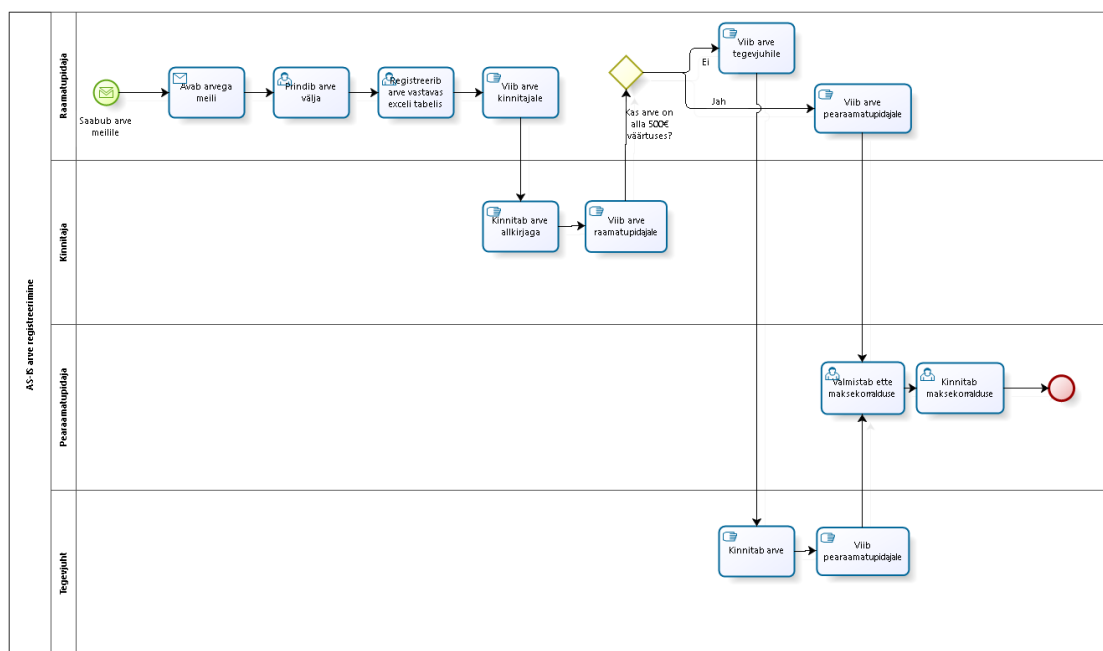 AS-IS arve registreerimine
Raamatupidaja
Saabub arve
meilile
Avab arvega
meili
Prindib arve
välja
Registreerib
arve vastavas
exceli tabelis
Viib arve
kinnitajale
Kas arve on
alla 500€
väärtuses?
Ei
Viib arve
tegevjuhile
Jah
Viib arve
pearaamatupidajale
Kinnitaja
Kinnitab arve
allkirjaga
Viib arve
raamatupidajale
Pearaamatupidaja
Valmistab ette
maksekorralduse
Kinnitab
maksekorralduse
Tegevjuht
Kinnitab arve
Viib
pearaamatupidajale